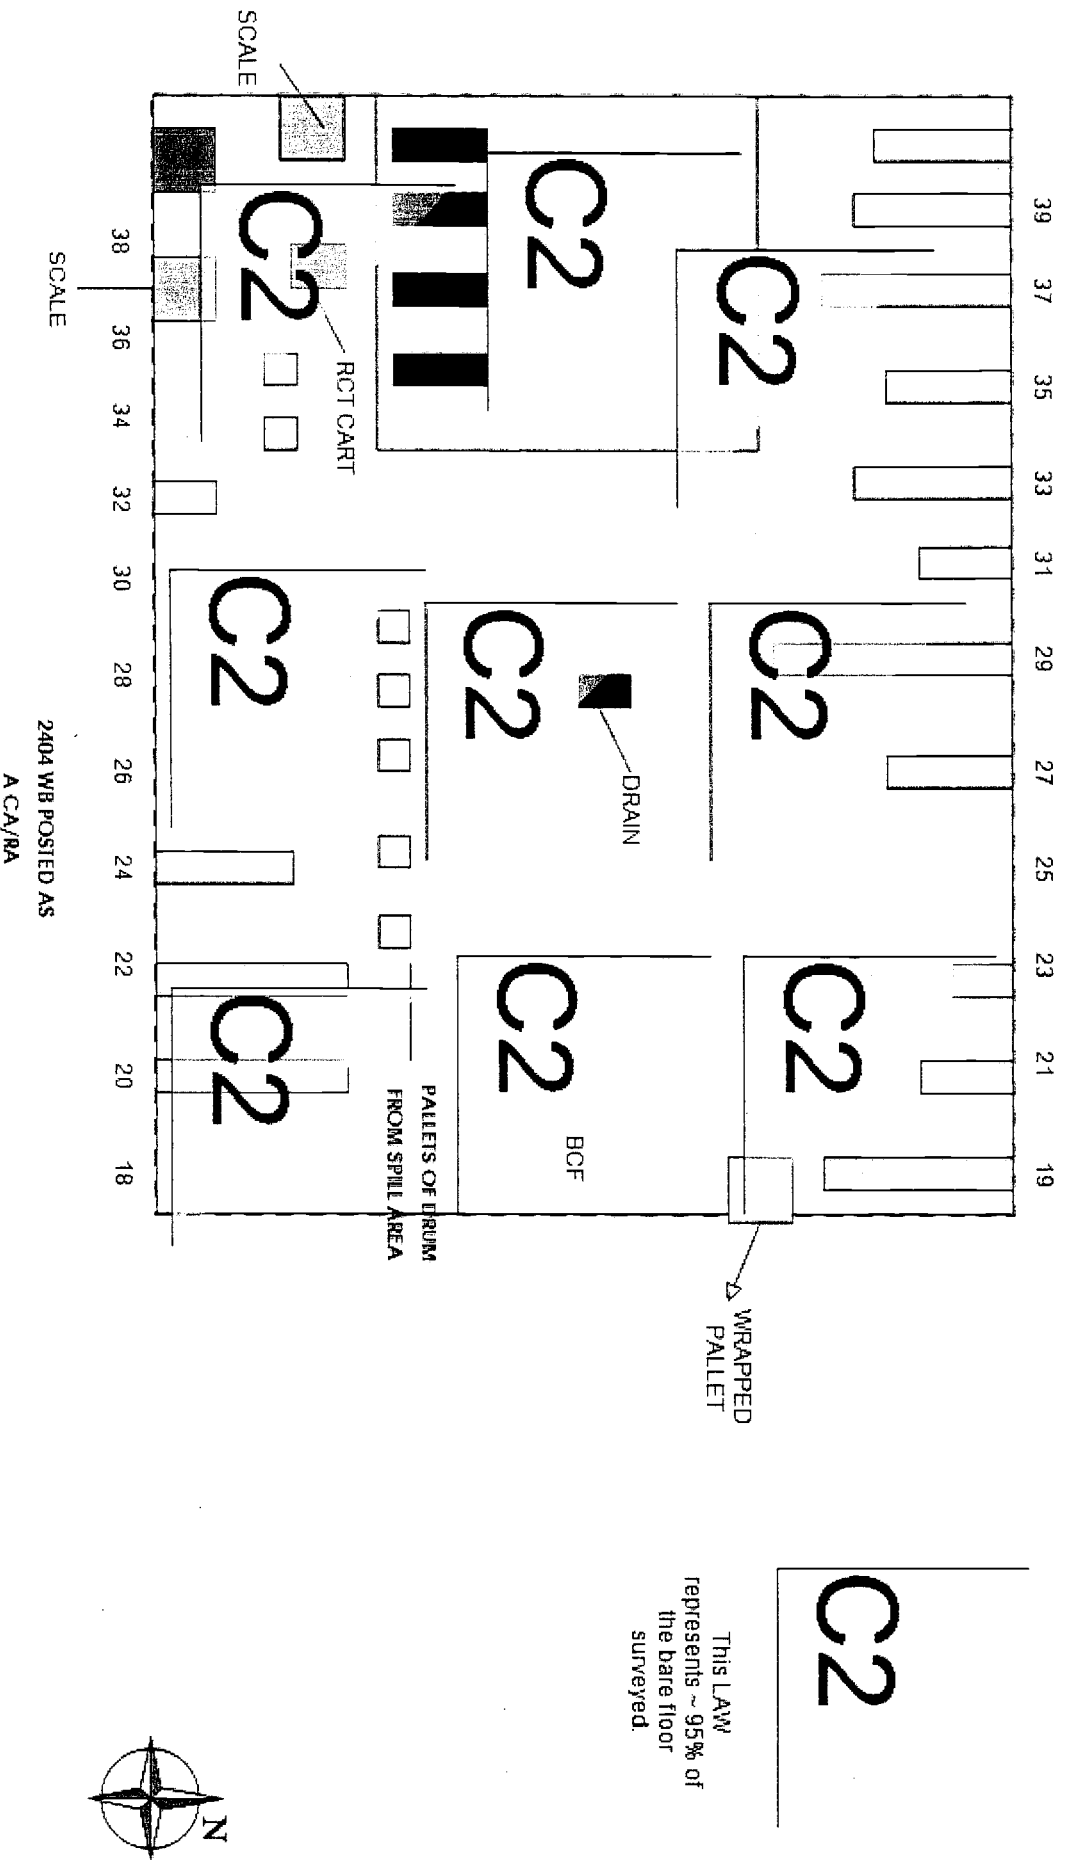 39
37
35
33
31
29
27
25
23
21
19
SCALE
C2
C2
C2
RCT CART
SCALE
38
36
34
32
30
28
26
24
22
20
18
C2
C2
C2
DRAIN
C2
C2
C2
BCF
PALLETS OF DRUM
FROM SPILL AREA
WRAPPED
PALLET
2404 WB POSTED AS
A CA/RA
C2
This LAW
represents ~ 95% of
the bare floor
surveyed.
N